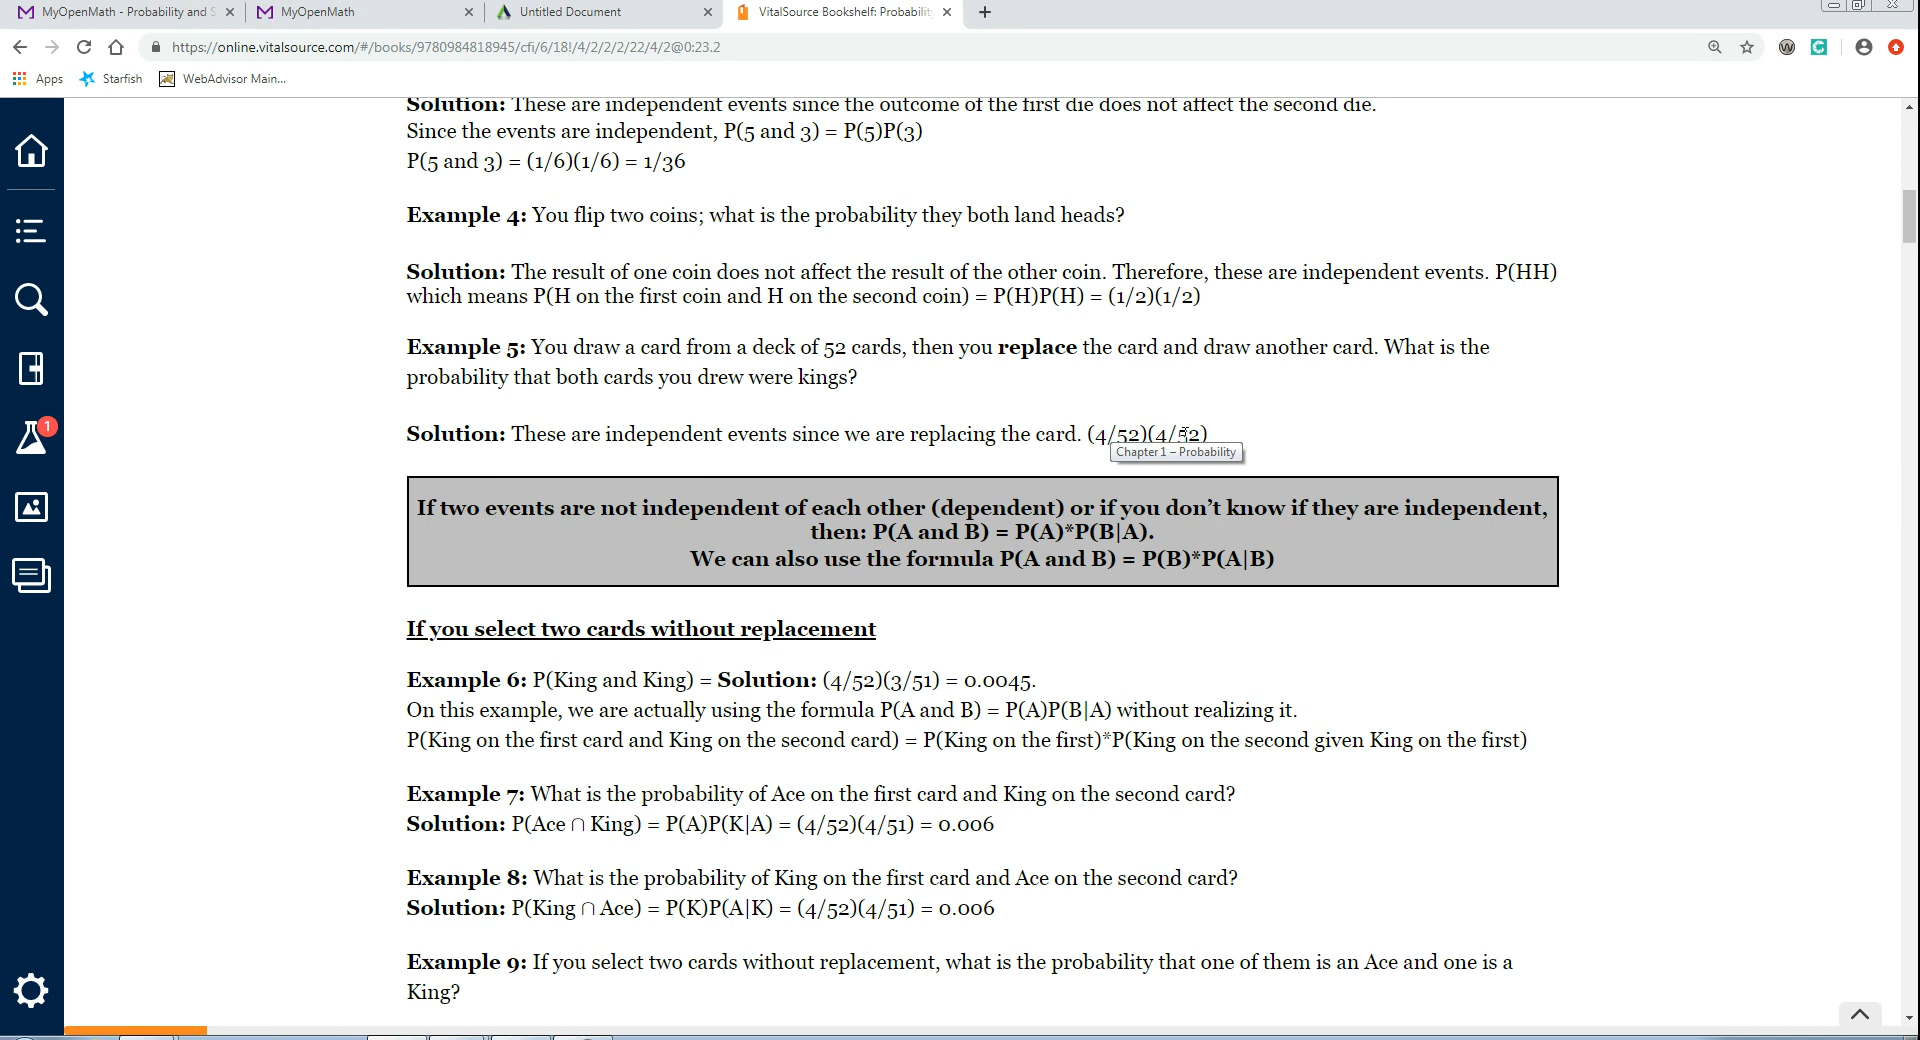 MyOpenMath - Probability and S
MyOpenMath
Untitled Document
VitalSource Bookshelf: Probability
https://online.vitalsource.com/#/books/9780984818945/cfi/6/18!/4/2/2/2/22/4/2@0:23.2
Apps Starfish WebAdvisor Main...
Solution: These are independent events since the outcome of the first die does not affect the second die.
Since the events are independent, P(5 and 3) = P(5)P(3)
P(5 and 3) = (1/6)(1/6) = 1/36
Example 4: You flip two coins; what is the probability they both land heads?
Solution: The result of one coin does not affect the result of the other coin. Therefore, these are independent events. P(HH)
which means P(H on the first coin and H on the second coin) = P(H)P(H) = (1/2)(1/2)
Example 5: You draw a card from a deck of 52 cards, then you replace the card and draw another card. What is the
probability that both cards you drew were kings?
Solution: These are independent events since we are replacing the card. (4/52)(4/52)
Chapter 1 – Probability
If two events are not independent of each other (dependent) or if you don’t know if they are independent,
then: P(A and B) = P(A)*P(B|A).
We can also use the formula P(A and B) = P(B)*P(A|B)
If you select two cards without replacement
Example 6: P(King and King) = Solution: (4/52)(3/51) = 0.0045.
On this example, we are actually using the formula P(A and B) = P(A)P(B|A) without realizing it.
P(King on the first card and King on the second card) = P(King on the first)*P(King on the second given King on the first)
Example 7: What is the probability of Ace on the first card and King on the second card?
Solution: P(Ace ∩ King) = P(A)P(K|A) = (4/52)(4/51) = 0.006
Example 8: What is the probability of King on the first card and Ace on the second card?
Solution: P(King ∩ Ace) = P(K)P(A|K) = (4/52)(4/51) = 0.006
Example 9: If you select two cards without replacement, what is the probability that one of them is an Ace and one is a
King?
1